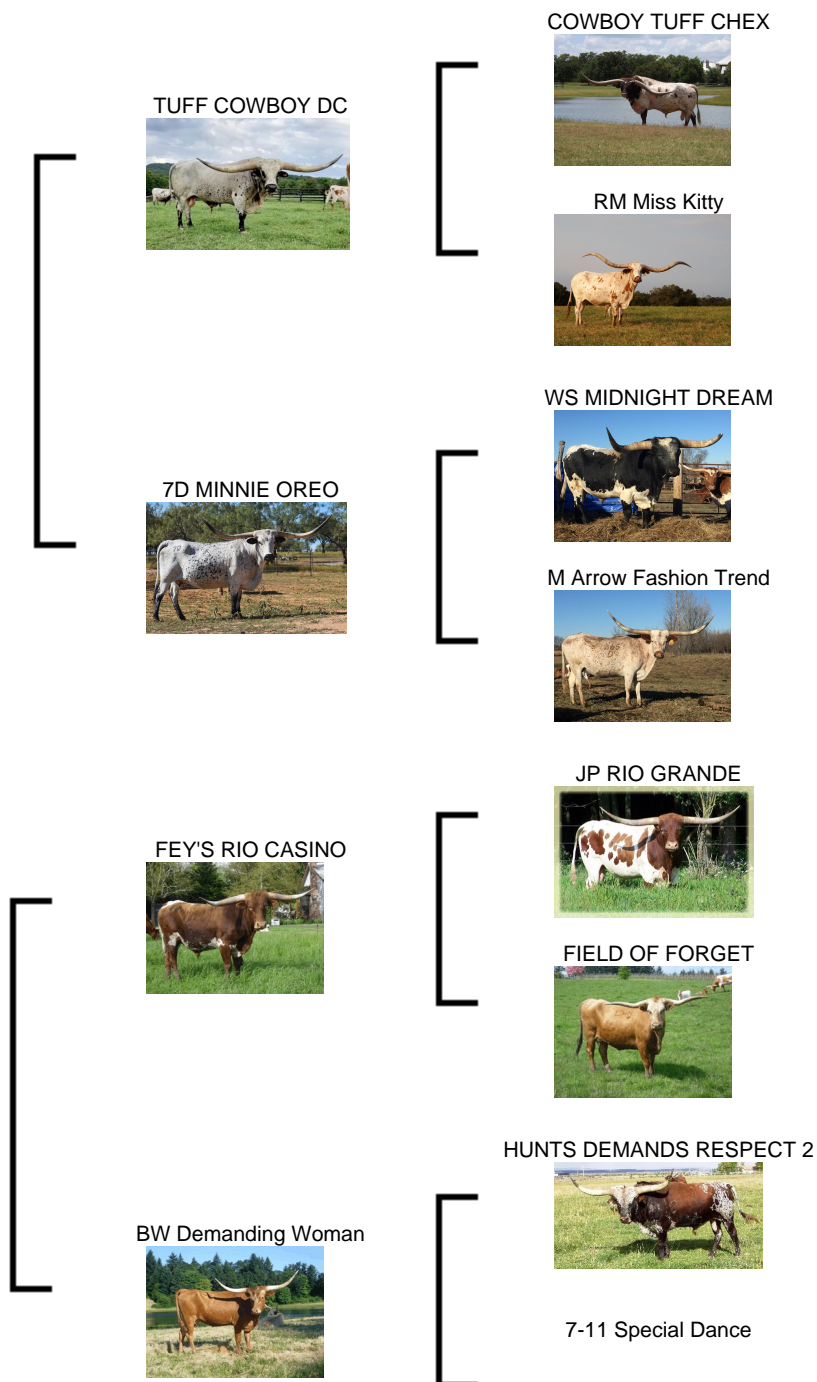 COWBOY TUFF CHEX
TUFF COWBOY DC
RM Miss Kitty
WS MIDNIGHT DREAM
7D MINNIE OREO
M Arrow Fashion Trend
JP RIO GRANDE
FEY'S RIO CASINO
FIELD OF FORGET
HUNTS DEMANDS RESPECT 2
BW Demanding Woman
7-11 Special Dance